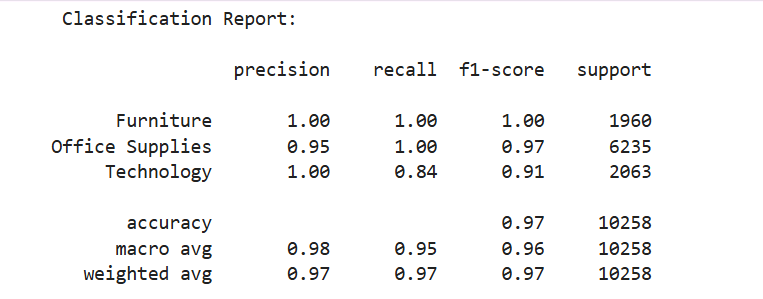 Classification Report:
precision recall f1-score support
Furniture 1.00 1.00 1.00 1960
Office Supplies 0.95 1.00 0.97 6235
Technology 1.00 0.84 0.91 2063
accuracy 0.97 10258
macro avg 0.98 0.95 0.96 10258
weighted avg 0.97 0.97 0.97 10258